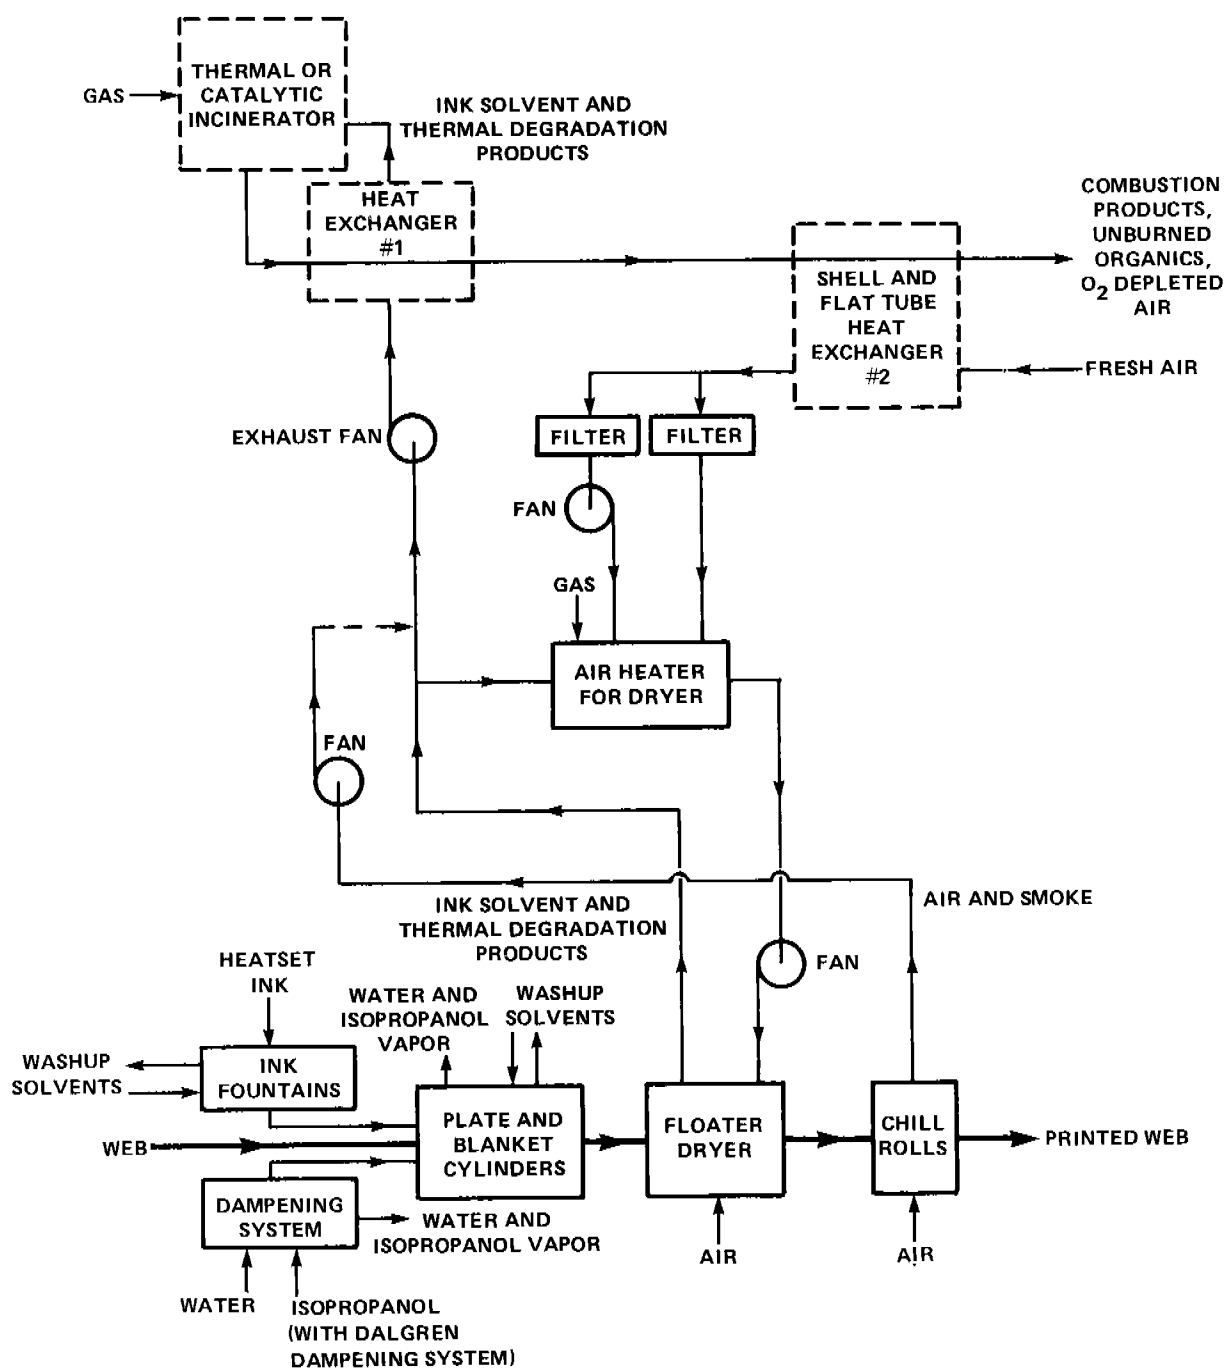 THERMAL OR
CATALYTIC
INCINERATOR
GAS
INK SOLVENT AND
THERMAL DEGRADATION
PRODUCTS
HEAT
EXCHANGER
#1
COMBUSTION
PRODUCTS,
UNBURNED
ORGANICS,
O2 DEPLETED
AIR
SHELL AND
FLAT TUBE
HEAT
EXCHANGER
#2
FRESH AIR
EXHAUST FAN
FILTER
FILTER
FAN
GAS
AIR HEATER
FOR DRYER
FAN
AIR AND SMOKE
INK SOLVENT AND
THERMAL DEGRADATION
PRODUCTS
FAN
HEATSET
INK
WATER AND
ISOPROPANOL
VAPOR
WASHUP
SOLVENTS
WASHUP
SOLVENTS
INK
FOUNTAINS
PLATE AND
BLANKET
CYLINDERS
FLOATER
DRYER
CHILL
ROLLS
WEB
PRINTED WEB
DAMPENING
SYSTEM
WATER AND
ISOPROPANOL VAPOR
AIR
AIR
WATER
ISOPROPANOL
(WITH DALGREN
DAMPENING SYSTEM)